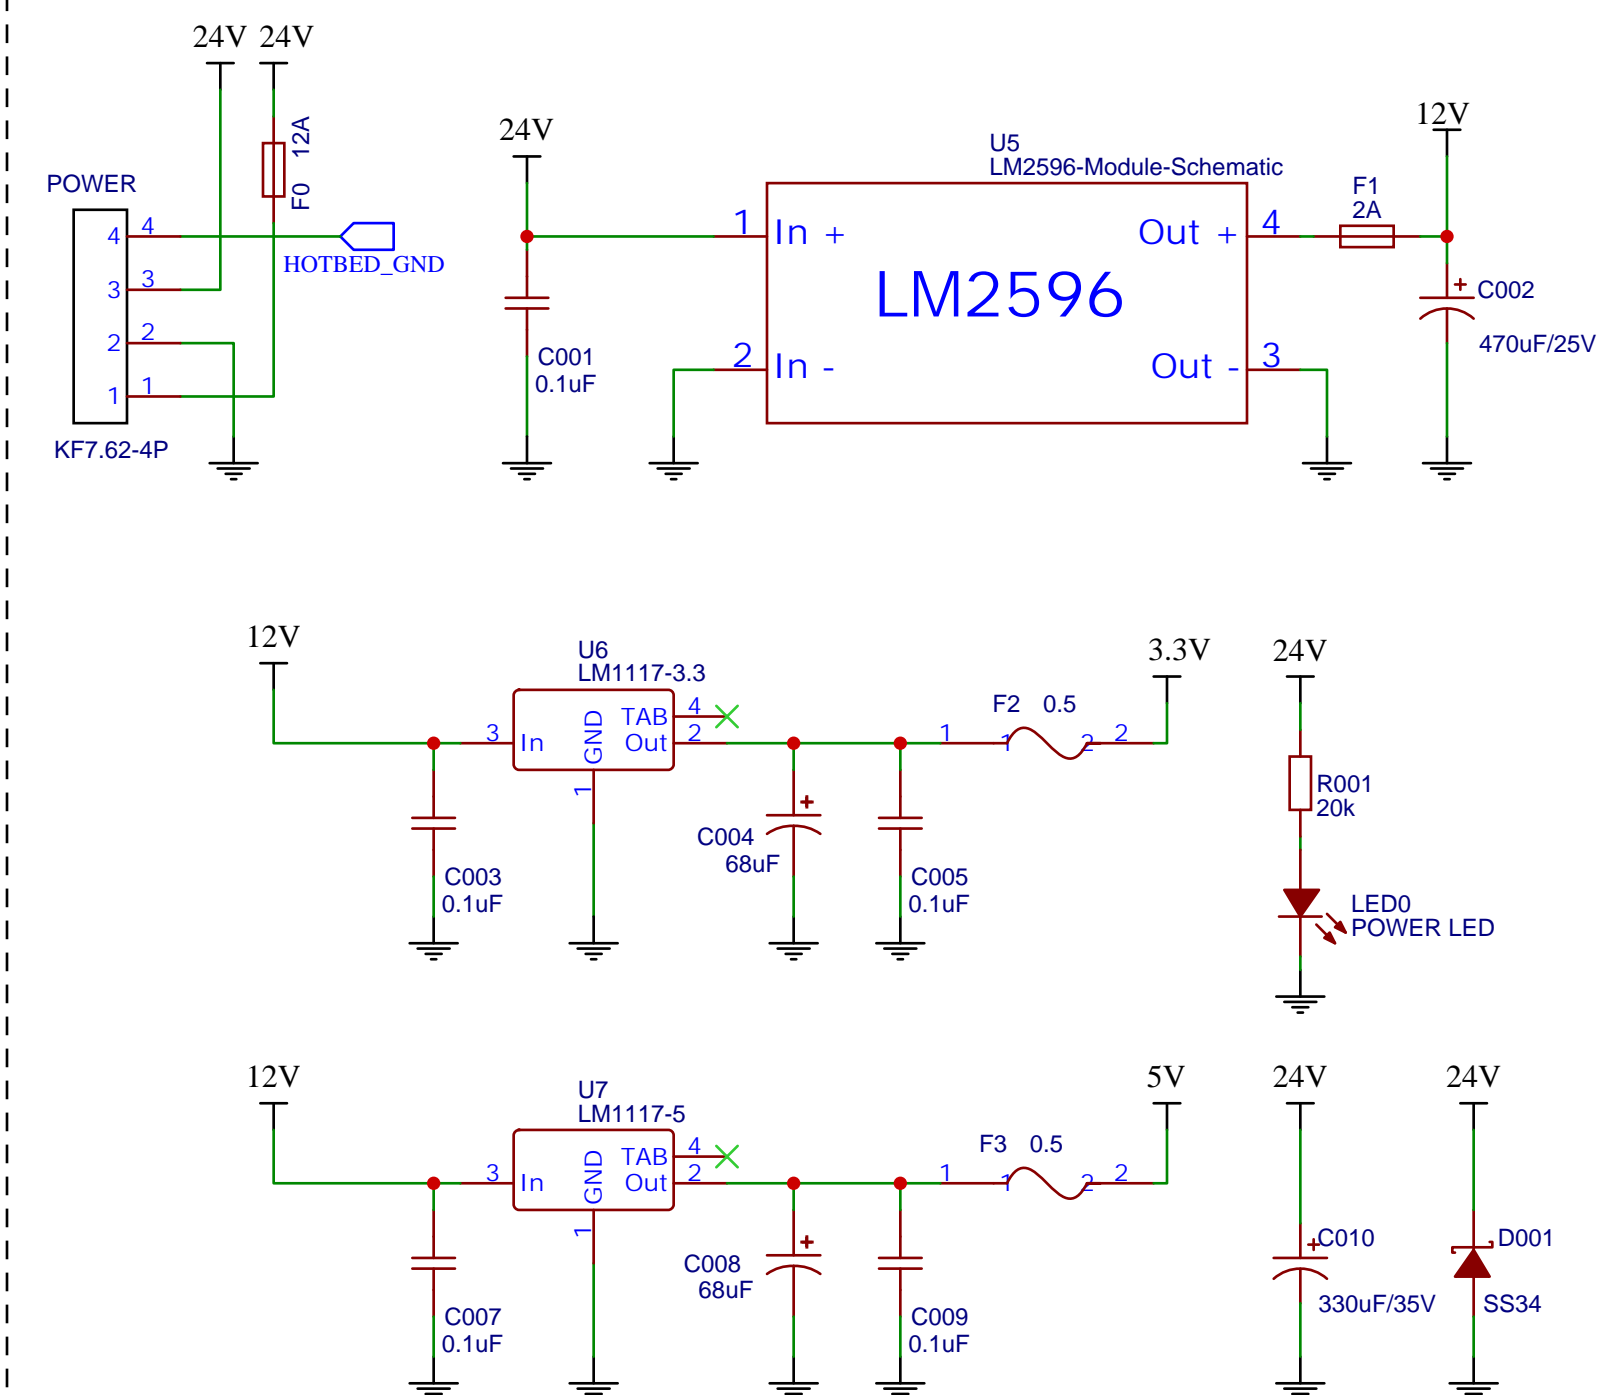 24V 24V
F0 12A
POWER
4 4
3 3
2 2
1 1
HOTBED_GND
KF7.62-4P
24V
C001
0.1uF
U5
LM2596-Module-Schematic
1 In + Out + 4
LM2596
2 In - Out - 3
F1
2A
12V
+ C002
470uF/25V
12V
U6
LM1117-3.3
3 In GND TAB 4
Out 2
1
C003
0.1uF
+
C004
68uF
C005
0.1uF
F2 0.5
1 1 2 2
3.3V
24V
R001
20k
LED0
POWER LED
12V
U7
LM1117-5
3 In GND TAB 4
Out 2
1
C007
0.1uF
+
C008
68uF
C009
0.1uF
F3 0.5
1 1 2 2
5V
24V
+C010
330uF/35V
24V
D001
SS34